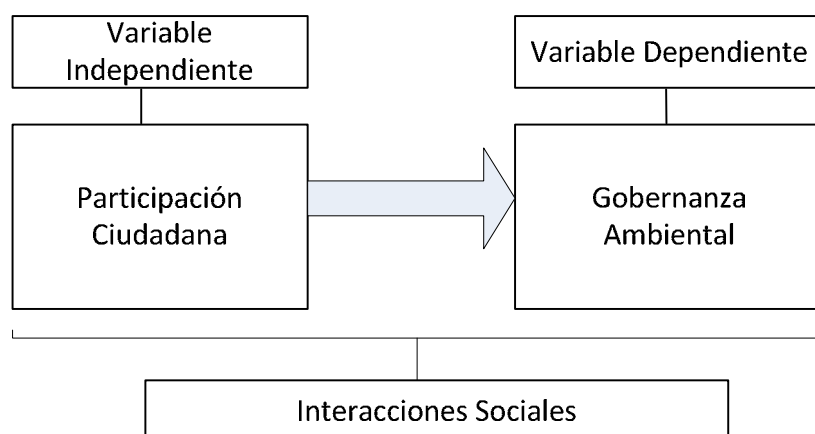 Variable
Independiente
Variable Dependiente
Participación
Ciudadana
Gobernanza
Ambiental
Interacciones Sociales